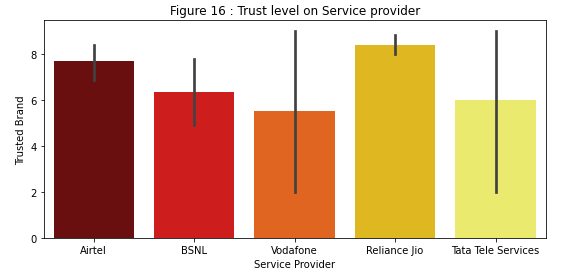 Figure 16 : Trust level on Service provider
Trusted Brand
8
6
4
2
0
Airtel BSNL Vodafone Reliance Jio Tata Tele Services
Service Provider